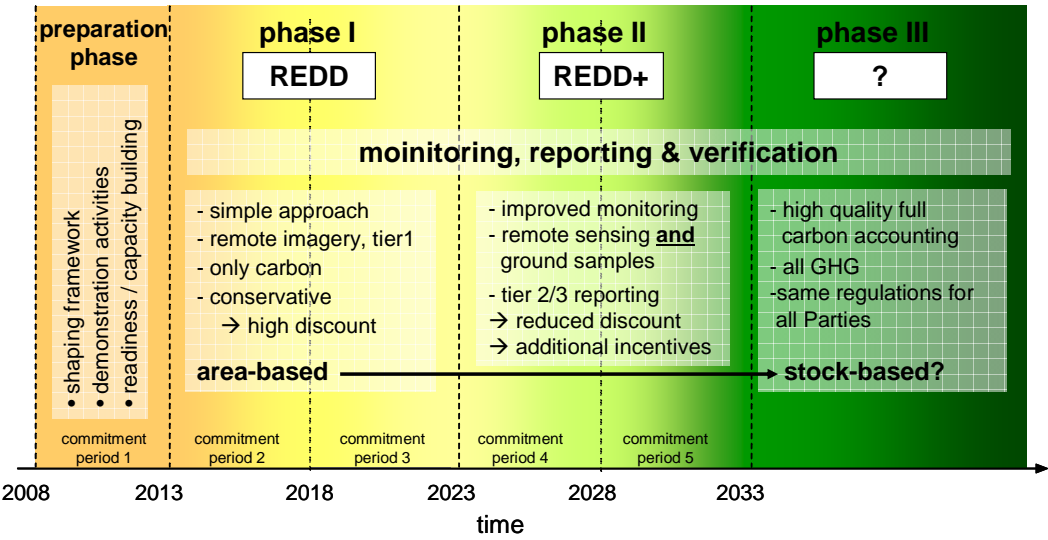 preparation
phase
phase I
phase II
phase III
REDD
REDD+
?
• shaping framework
• demonstration activities
• readiness / capacity building
moinitoring, reporting & verification
- simple approach
- remote imagery, tier1
- only carbon
- conservative
→ high discount
area-based
- improved monitoring
- remote sensing and
ground samples
- tier 2/3 reporting
→ reduced discount
→ additional incentives
- high quality full
carbon accounting
- all GHG
-same regulations for
all Parties
stock-based?
commitment
period 1
commitment
period 2
commitment
period 3
commitment
period 4
commitment
period 5
2008
2013
2018
2023
2028
2033
time